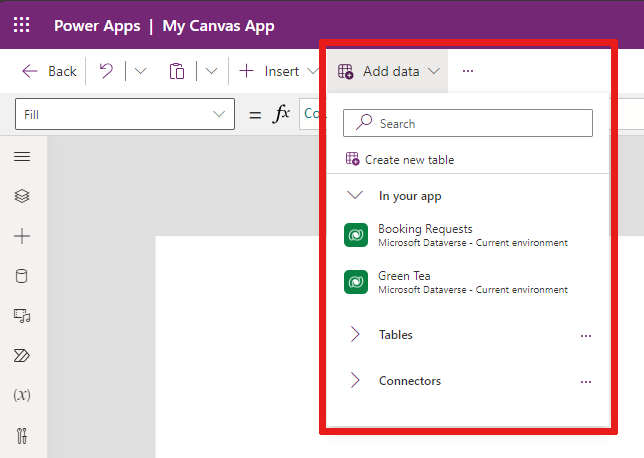 Power Apps | My Canvas App
Back Insert Add data ...
Fill = fx Co
Search
Create new table
In your app
Booking Requests
Microsoft Dataverse - Current environment
Green Tea
Microsoft Dataverse - Current environment
Tables ...
(x) Connectors ...